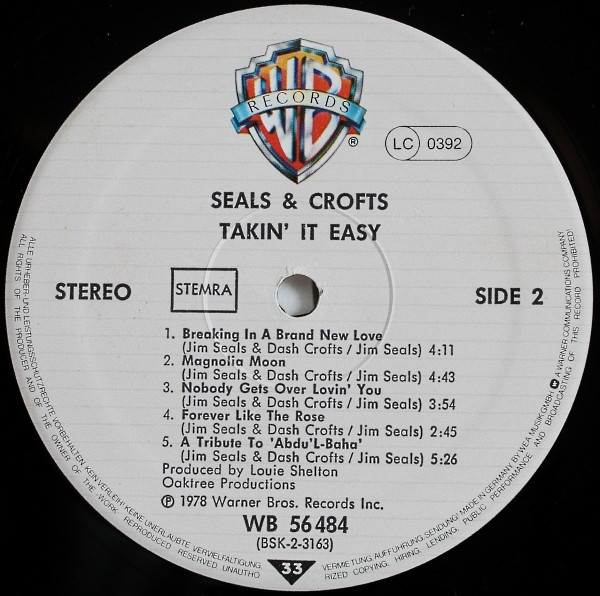 WB
RECORDS
®
LC 0392
SEALS & CROFTS
TAKIN' IT EASY
STEREO
STEMRA
SIDE 2
1. Breaking In A Brand New Love
(Jim Seals & Dash Crofts / Jim Seals) 4:11
2. Magnolia Moon
(Jim Seals & Dash Crofts / Jim Seals) 4:43
3. Nobody Gets Over Lovin' You
(Jim Seals & Dash Crofts / Jim Seals) 3:54
4. Forever Like The Rose
(Jim Seals & Dash Crofts / Jim Seals) 2:45
5. A Tribute To 'Abdu'L-Baha'
(Jim Seals & Dash Crofts / Jim Seals) 5:26
Produced by Louie Shelton
Oaktree Productions
℗ 1978 Warner Bros. Records Inc.
WB 56 484
(BSK-2-3163)
33
ALLE URHEBER- UND LEISTUNGSSCHUTZRECHTE VORBEHALTEN. KEIN VERLEIH! KEINE UNERLAUBTE VERVIELFÄLTIGUNG, VERMIETUNG, AUFFÜHRUNG, SENDUNG! MADE IN GERMANY BY WEA MUSIK GMBH A WARNER COMMUNICATIONS COMPANY
ALL RIGHTS OF THE PRODUCER AND OF THE OWNER OF THE WORK REPRODUCED RESERVED. UNAUTHORIZED COPYING, HIRING, LENDING, PUBLIC PERFORMANCE AND BROADCASTING OF THIS RECORD PROHIBITED!